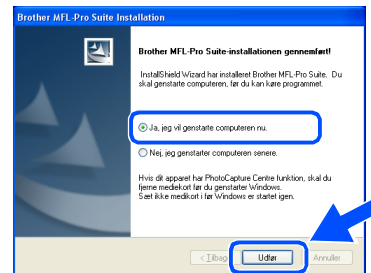 Brother MFL-Pro Suite Installation
Brother MFL-Pro Suite-installationen gennemført!
InstallShield Wizard har installeret Brother MFL-Pro Suite. Du
skal genstarte computeren, før du kan køre programmet.
Ja, jeg vil genstarte computeren nu.
Nej, jeg genstarter computeren senere.
Hvis dit apparat har PhotoCapture Centre funktion, skal du
fjerne mediekort før du genstarter Windows.
Sæt ikke medikort i før Windows er startet igen.
< Tilbage Udfør Annuller